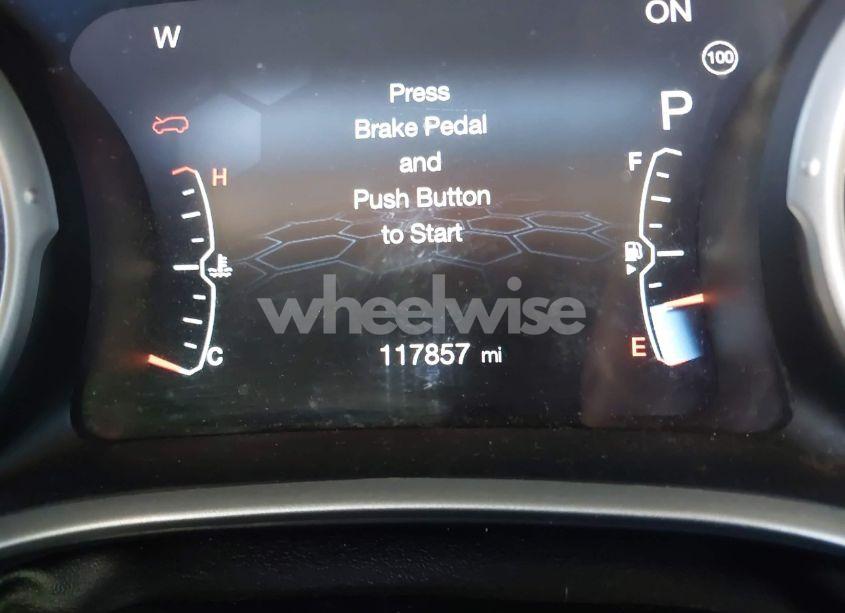 W
ON
100
Press
Brake Pedal
and
Push Button
to Start
P
H
C
F
E
wheelwise
117857 mi